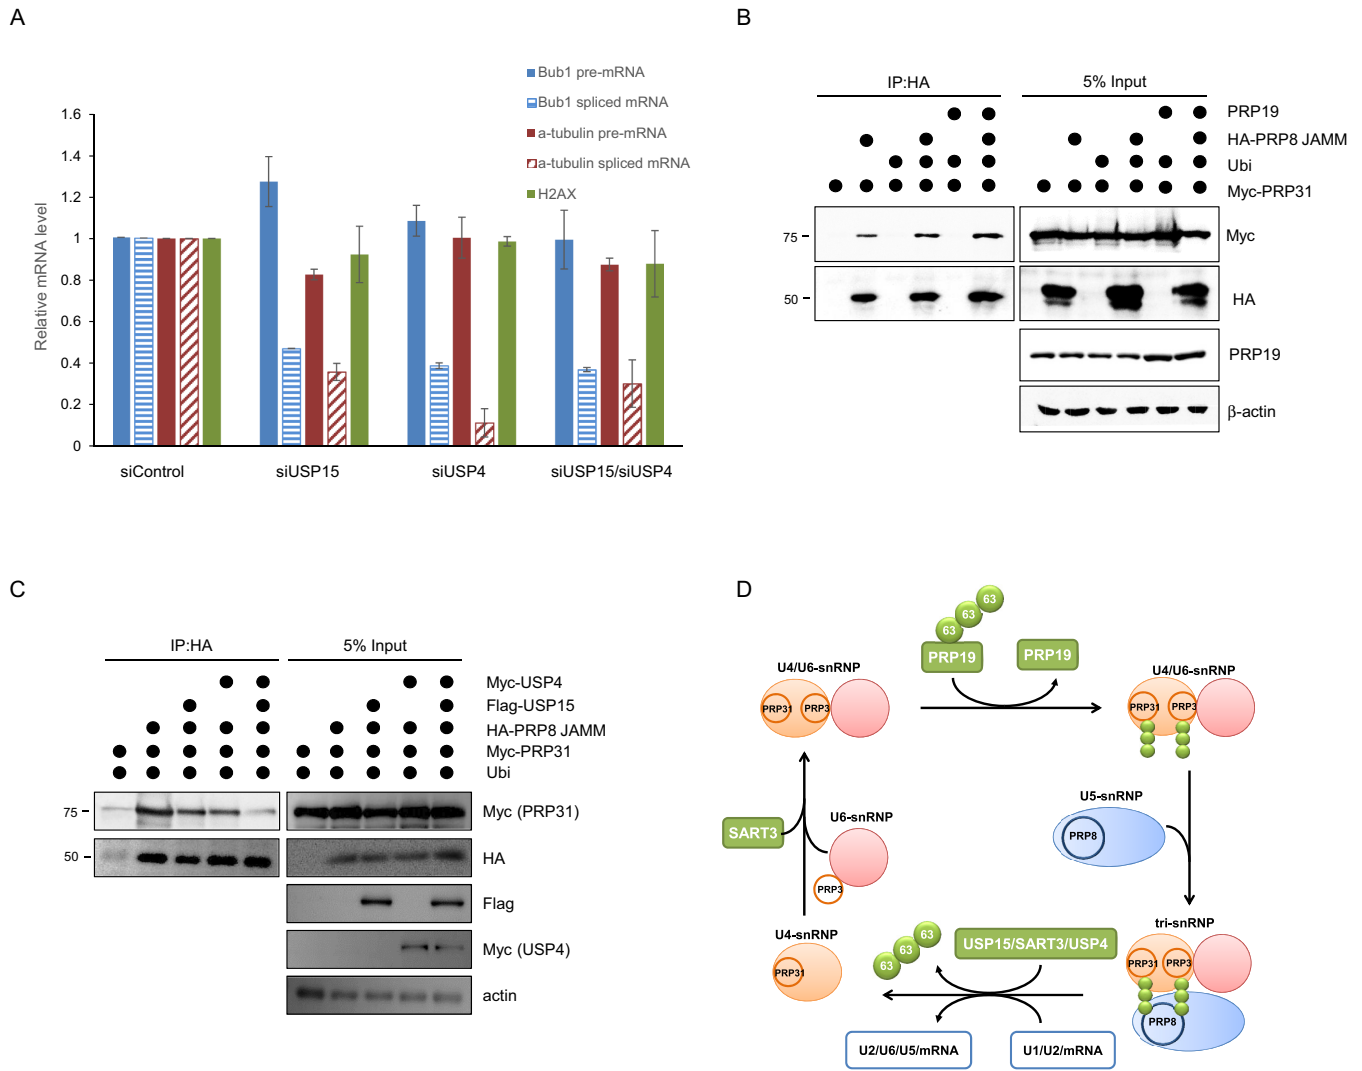 A
Bub1 pre-mRNA
Bub1 spliced mRNA
a-tubulin pre-mRNA
a-tubulin spliced mRNA
H2AX
Relative mRNA level
1.6
1.4
1.2
1
0.8
0.6
0.4
0.2
0
siControl
siUSP15
siUSP4
siUSP15/siUSP4
B
IP:HA
5% Input
PRP19
HA-PRP8 JAMM
Ubi
Myc-PRP31
75
Myc
50
HA
PRP19
β-actin
C
IP:HA
5% Input
Myc-USP4
Flag-USP15
HA-PRP8 JAMM
Myc-PRP31
Ubi
75
Myc (PRP31)
50
HA
Flag
Myc (USP4)
actin
D
63
63
63
PRP19
PRP19
U4/U6-snRNP
PRP31
PRP3
U4/U6-snRNP
PRP31
PRP3
U5-snRNP
PRP8
SART3
U6-snRNP
PRP3
U4-snRNP
PRP31
63
63
63
USP15/SART3/USP4
tri-snRNP
PRP31
PRP3
PRP8
U2/U6/U5/mRNA
U1/U2/mRNA